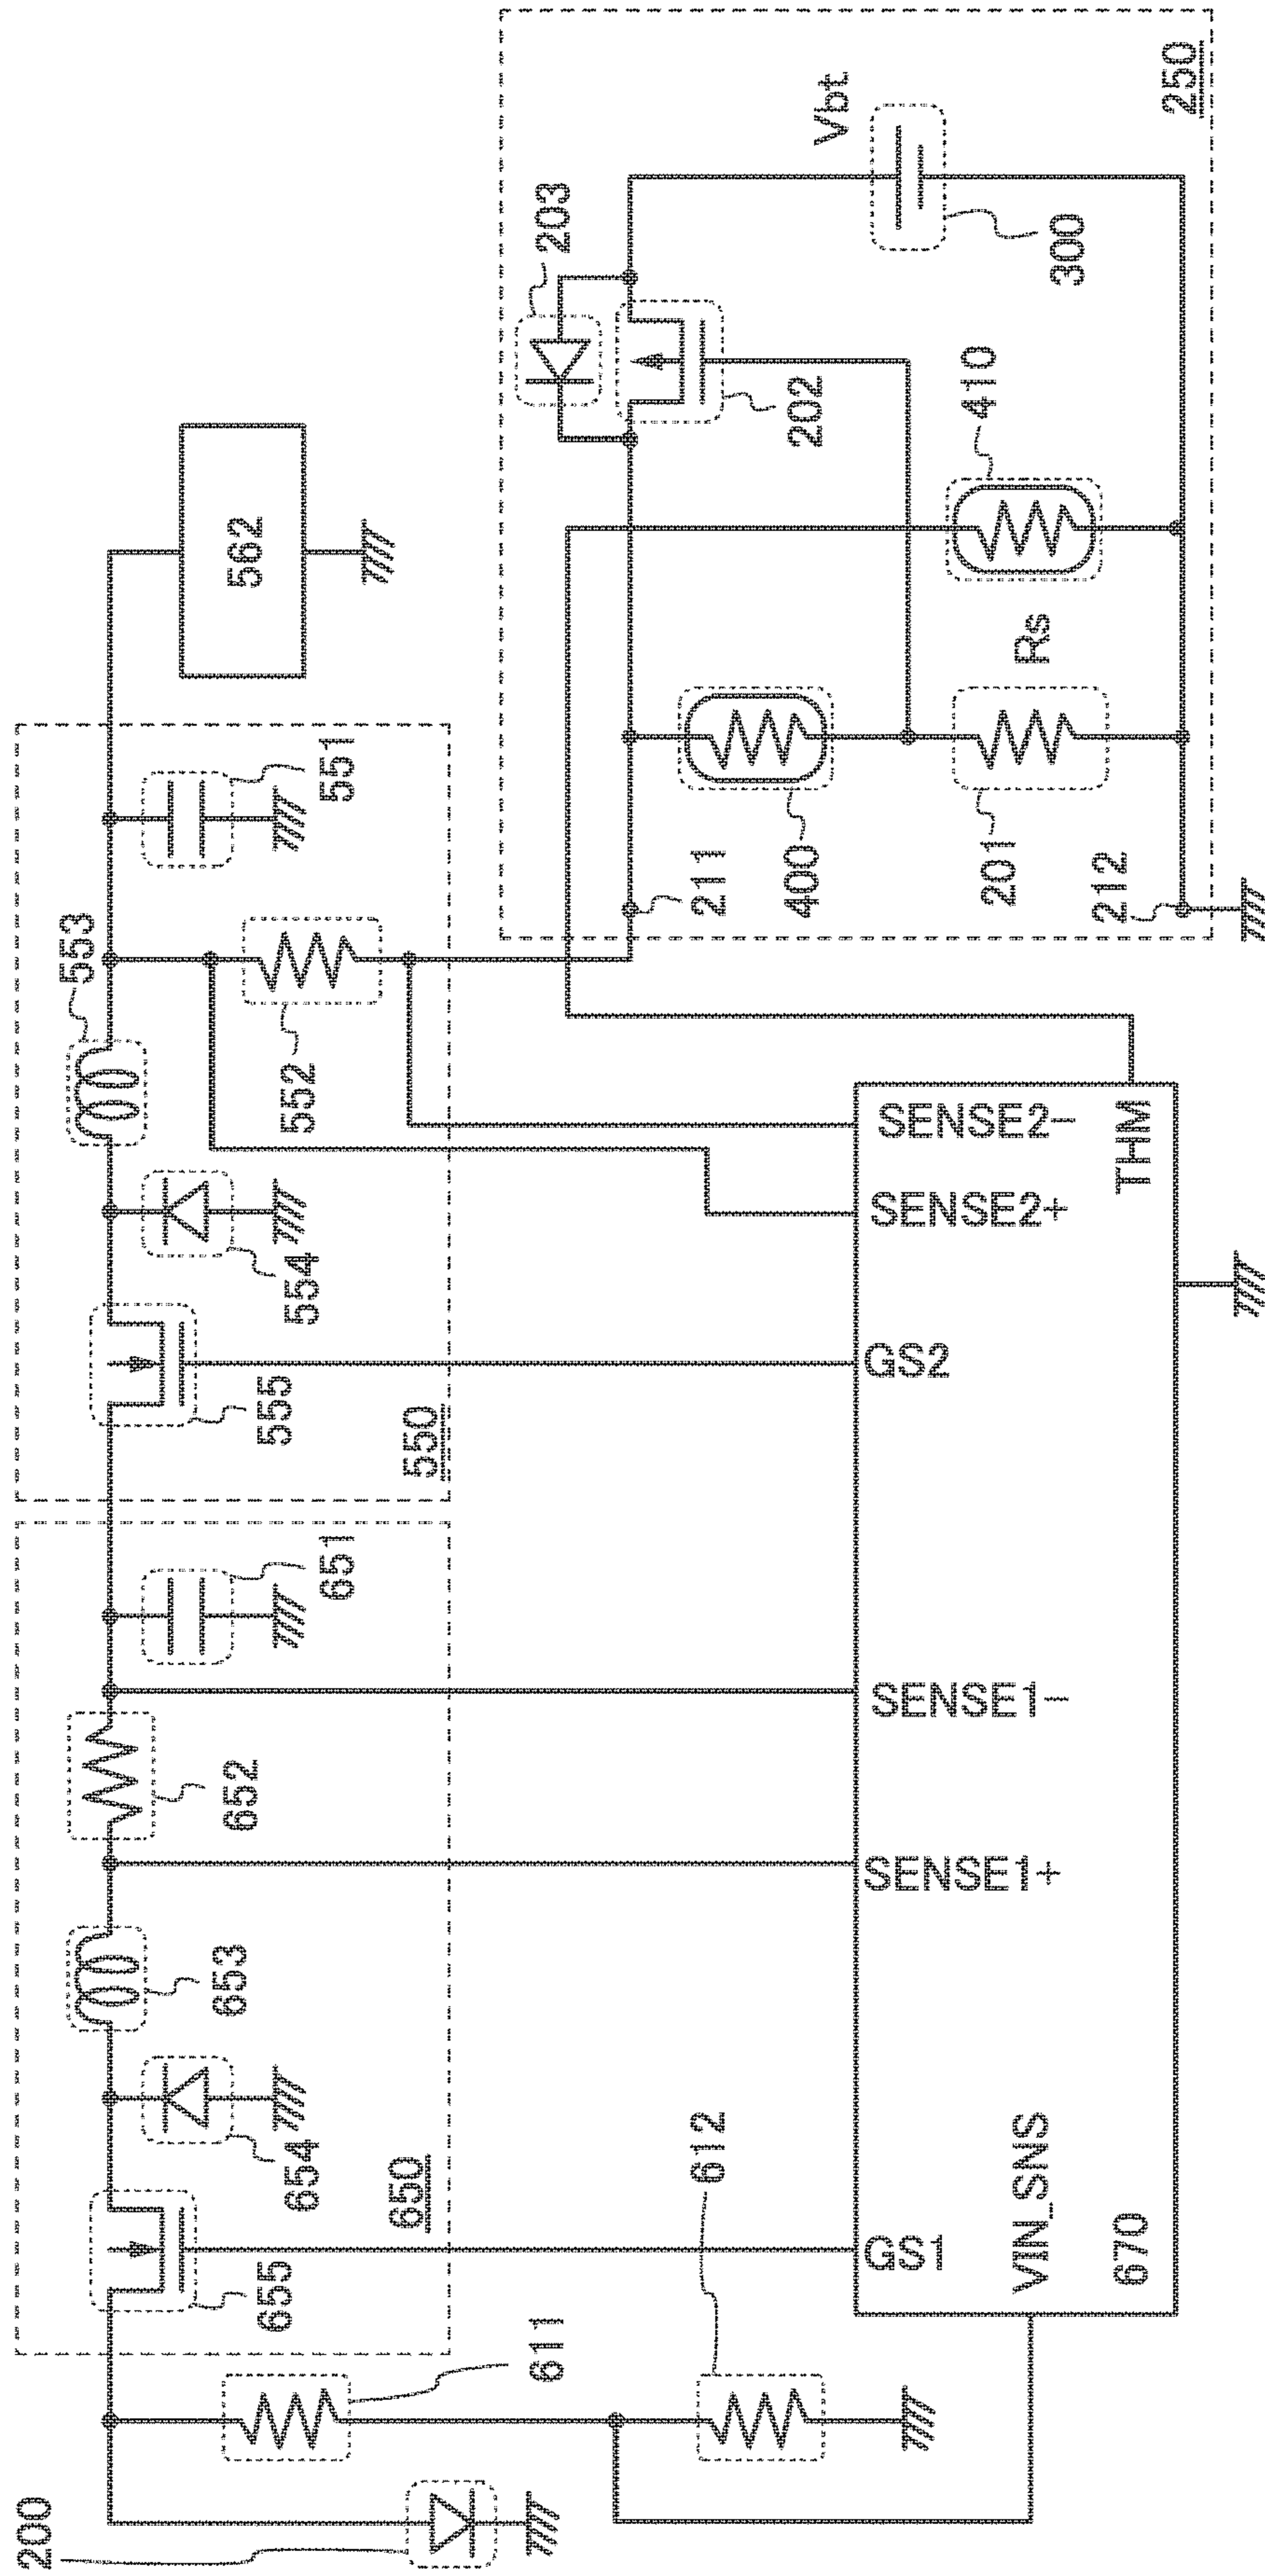 200
553
653
652
562
655
555
654
554
552
651
551
650
550
611
203
612
211
400
202
Vbt
GS1
SENSE1+
SENSE1−
GS2
SENSE2+
SENSE2−
201
410
VIN_SNS
Rs
300
212
670
THM
250